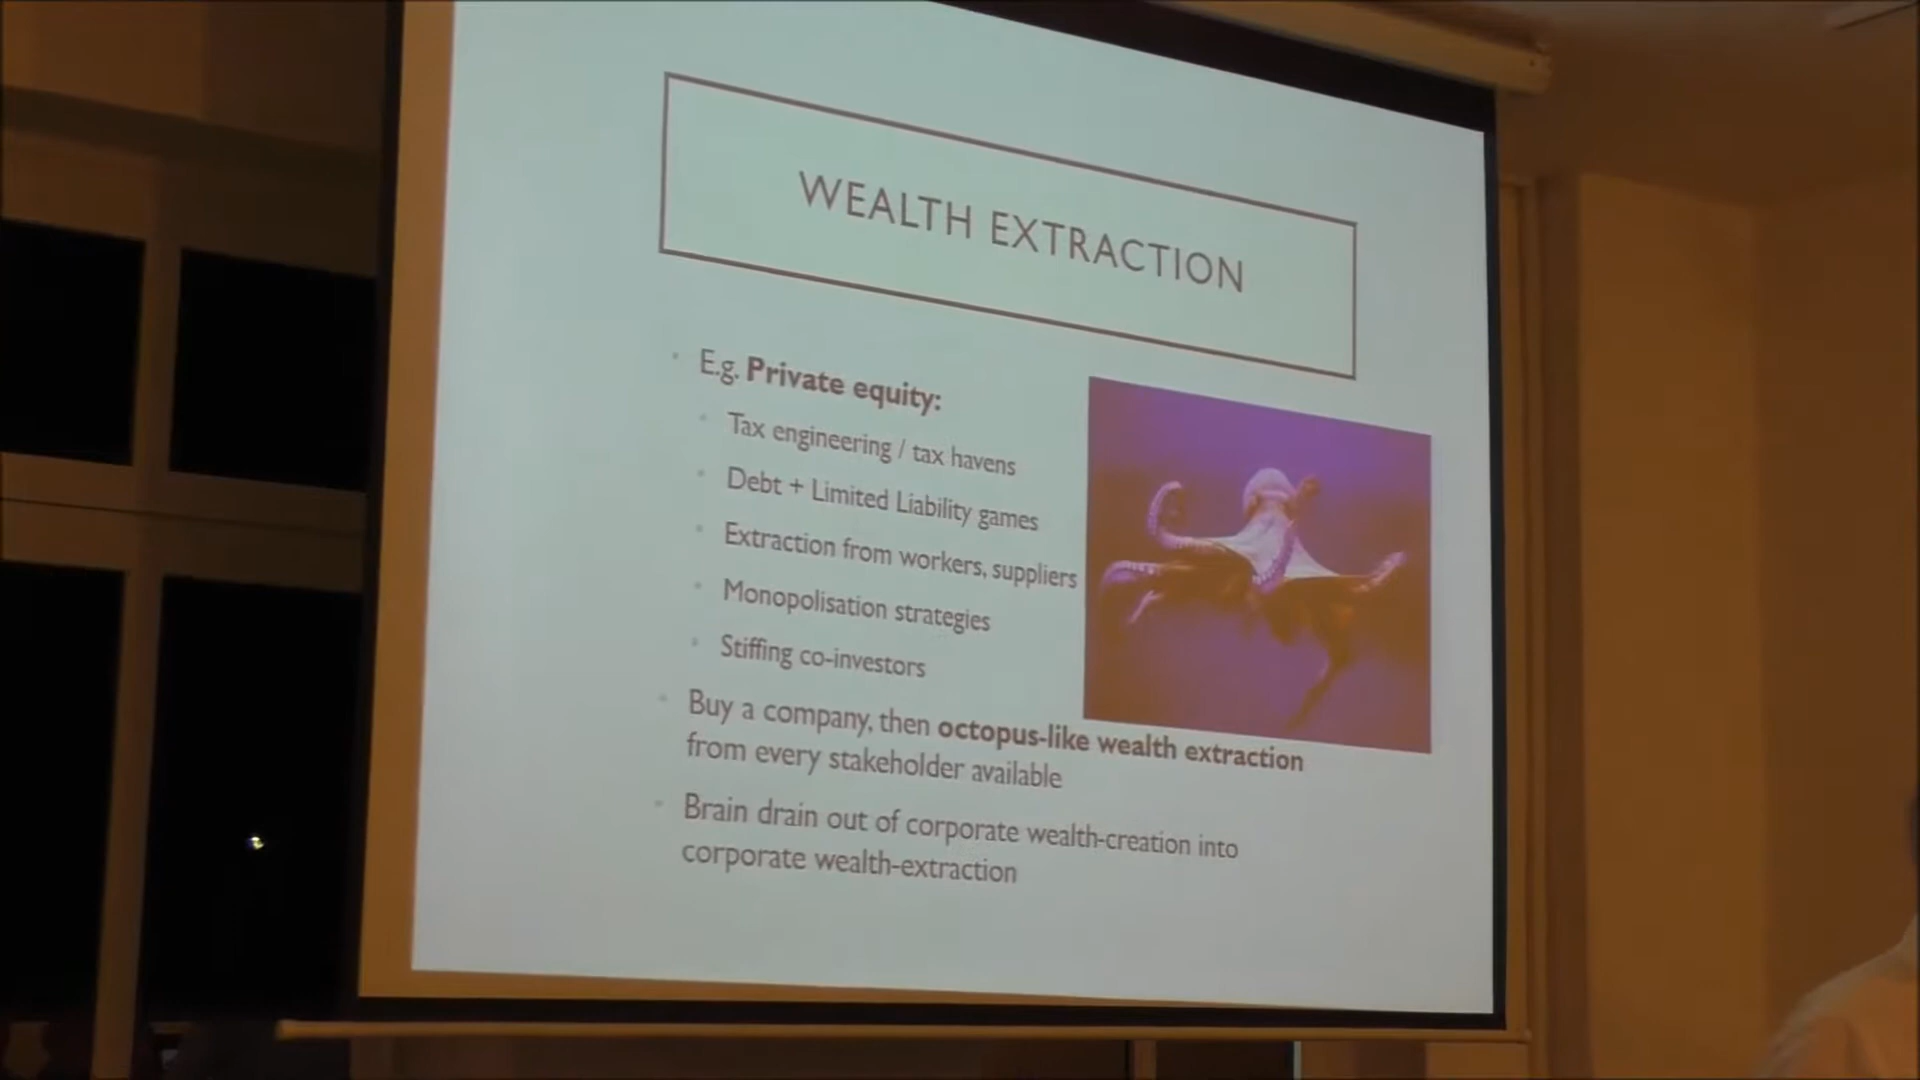 WEALTH EXTRACTION
E.g. Private equity:
Tax engineering / tax havens
Debt + Limited Liability games
Extraction from workers, suppliers
Monopolisation strategies
Stiffing co-investors
Buy a company, then octopus-like wealth extraction
from every stakeholder available
Brain drain out of corporate wealth-creation into
corporate wealth-extraction